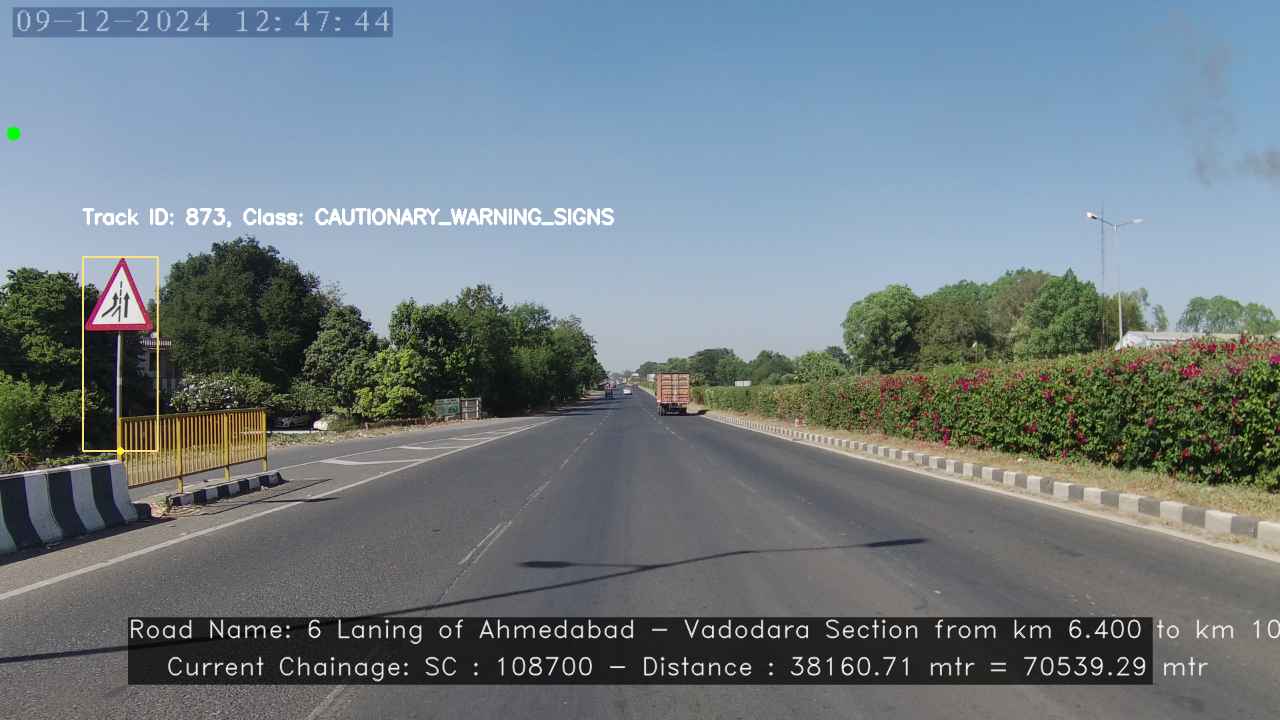 09-12-2024 12:47:44
Track ID: 873, Class: CAUTIONARY_WARNING_SIGNS
Road Name: 6 Laning of Ahmedabad - Vadodara Section from km 6.400 to km 10
Current Chainage: SC : 108700 - Distance : 38160.71 mtr = 70539.29 mtr